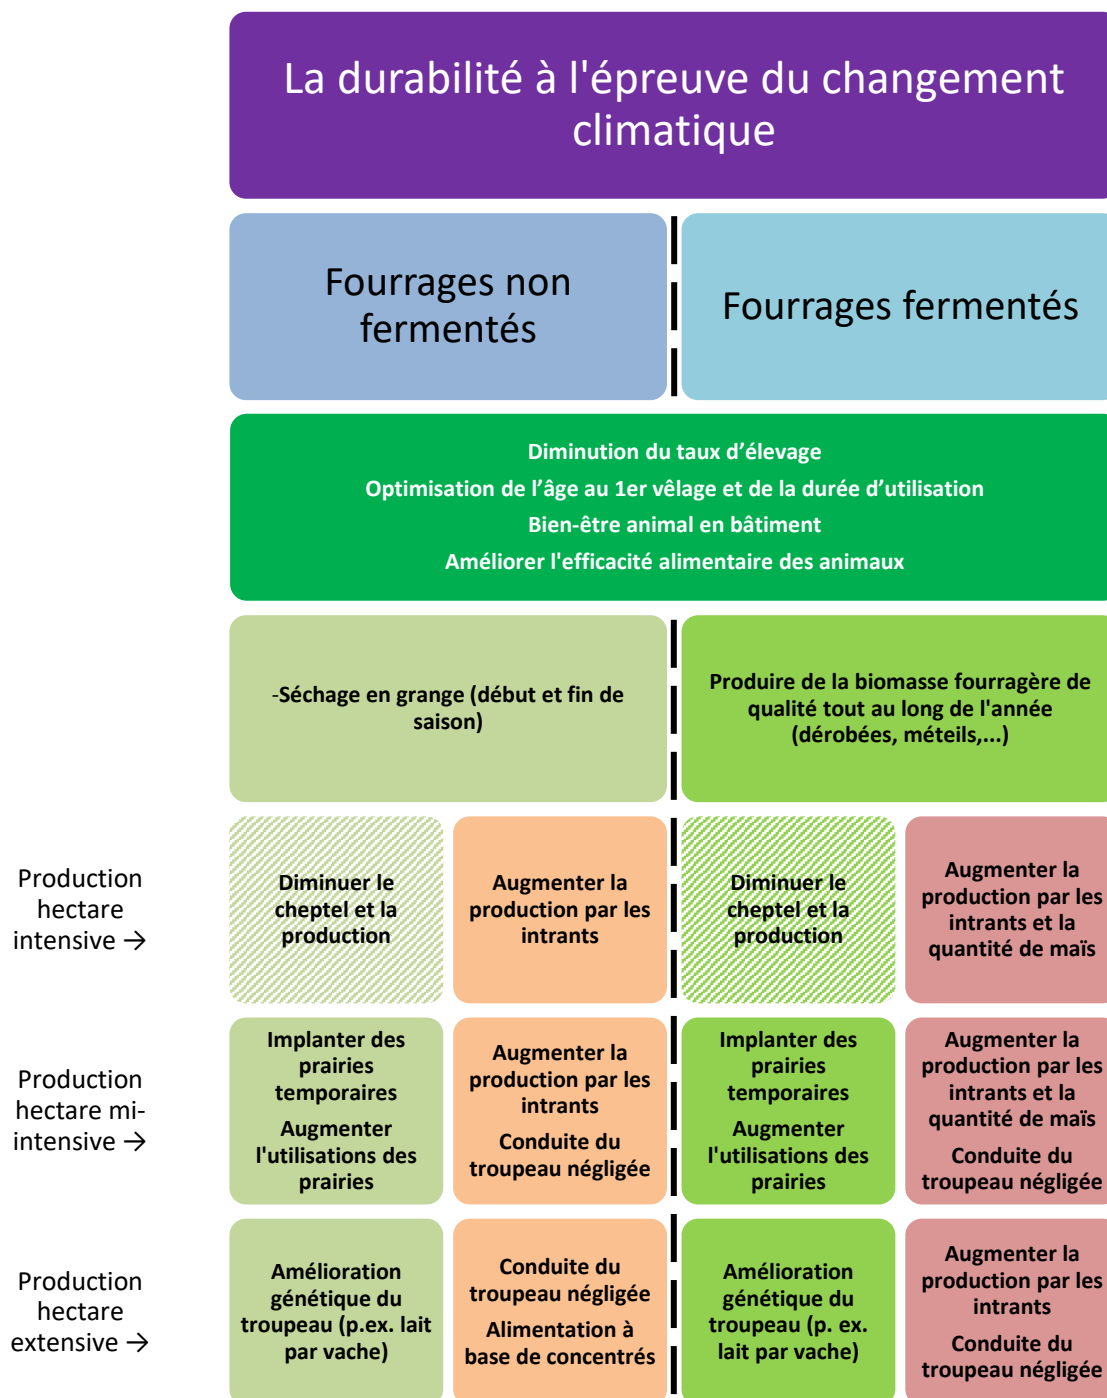 La durabilité à l'épreuve du changement
climatique
Fourrages non
fermentés
Fourrages fermentés
Diminution du taux d’élevage
Optimisation de l’âge au 1er vêlage et de la durée d’utilisation
Bien-être animal en bâtiment
Améliorer l'efficacité alimentaire des animaux
-Séchage en grange (début et fin de
saison)
Produire de la biomasse fourragère de
qualité tout au long de l'année
(dérobées, méteils,...)
Production
hectare
intensive →
Diminuer le
cheptel et la
production
Augmenter la
production par les
intrants
Diminuer le
cheptel et la
production
Augmenter la
production par les
intrants et la
quantité de maïs
Production
hectare mi-
intensive →
Implanter des
prairies
temporaires
Augmenter
l'utilisations des
prairies
Augmenter la
production par les
intrants
Conduite du
troupeau négligée
Implanter des
prairies
temporaires
Augmenter
l'utilisations des
prairies
Augmenter la
production par les
intrants et la
quantité de maïs
Conduite du
troupeau négligée
Production
hectare
extensive →
Amélioration
génétique du
troupeau (p.ex. lait
par vache)
Conduite du
troupeau négligée
Alimentation à
base de concentrés
Amélioration
génétique du
troupeau (p. ex.
lait par vache)
Augmenter la
production par les
intrants
Conduite du
troupeau négligée